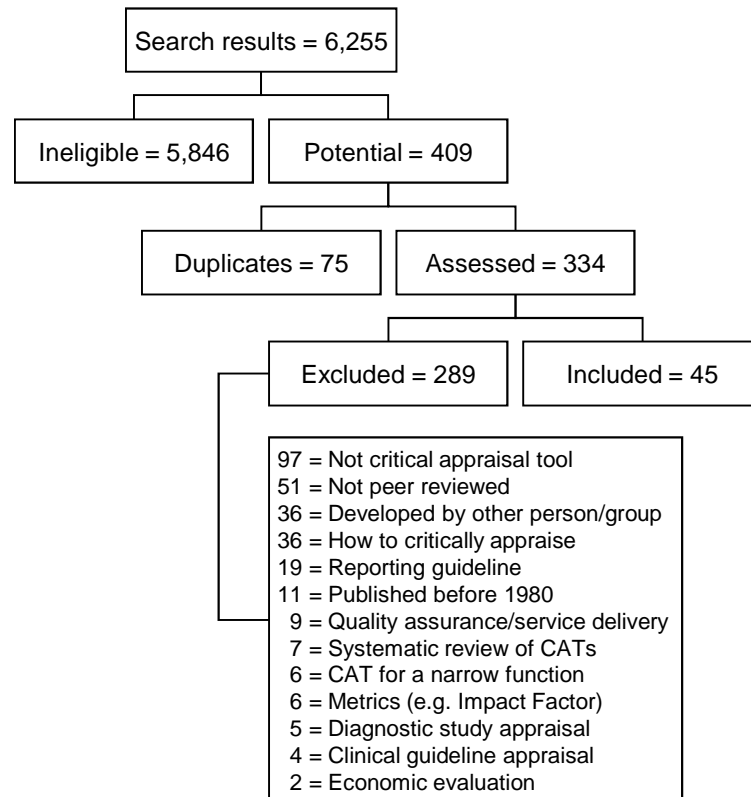 Search results = 6,255
Ineligible = 5,846
Potential = 409
Duplicates = 75
Assessed = 334
Excluded = 289
Included = 45
97 = Not critical appraisal tool
51 = Not peer reviewed
36 = Developed by other person/group
36 = How to critically appraise
19 = Reporting guideline
11 = Published before 1980
9 = Quality assurance/service delivery
7 = Systematic review of CATs
6 = CAT for a narrow function
6 = Metrics (e.g. Impact Factor)
5 = Diagnostic study appraisal
4 = Clinical guideline appraisal
2 = Economic evaluation